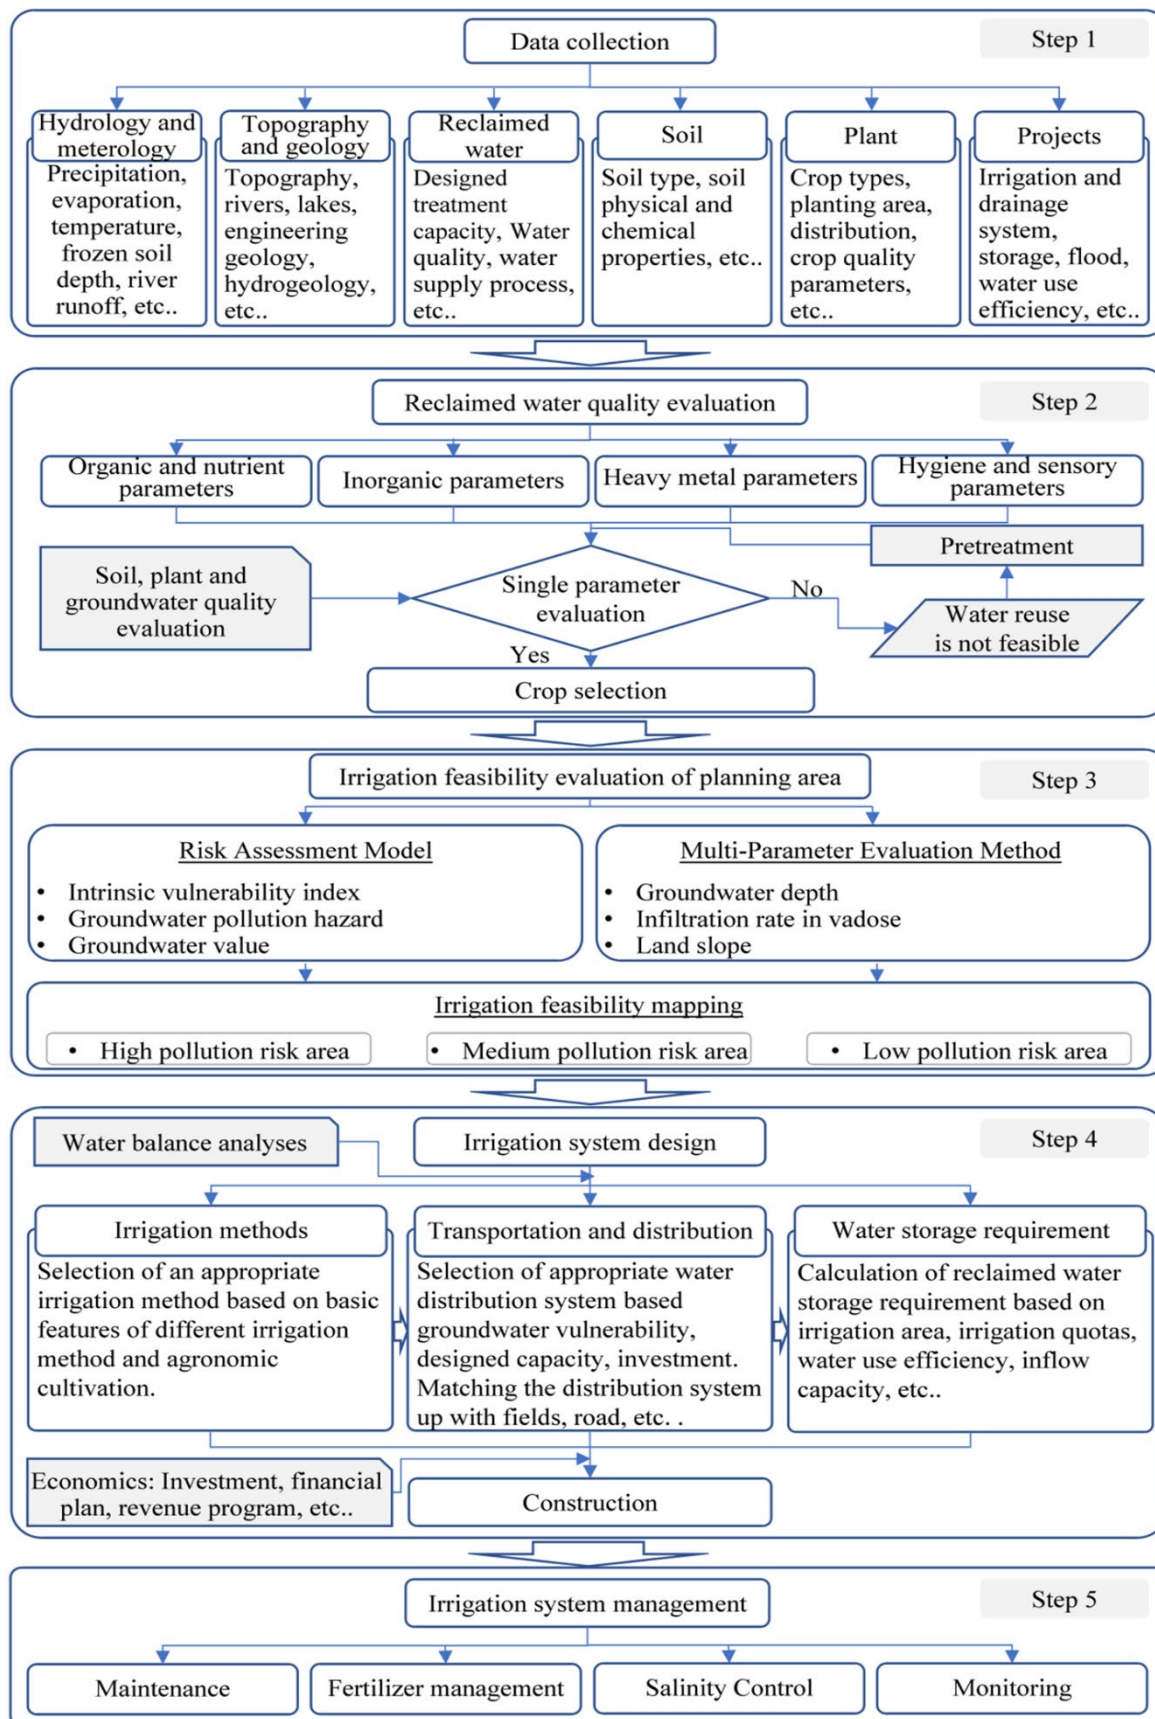 Data collection
Step 1
Hydrology and
meterology
Precipitation,
evaporation,
temperature,
frozen soil
depth, river
runoff, etc..
Topography
and geology
Topography,
rivers, lakes,
engineering
geology,
hydrogeology,
etc..
Reclaimed
water
Designed
treatment
capacity, Water
quality, water
supply process,
etc..
Soil
Soil type, soil
physical and
chemical
properties, etc..
Plant
Crop types,
planting area,
distribution,
crop quality
parameters,
etc..
Projects
Irrigation and
drainage
system,
storage, flood,
water use
efficiency, etc..
Reclaimed water quality evaluation
Step 2
Organic and nutrient
parameters
Inorganic parameters
Heavy metal parameters
Hygiene and sensory
parameters
Soil, plant and
groundwater quality
evaluation
Single parameter
evaluation
No
Pretreatment
Water reuse
is not feasible
Yes
Crop selection
Irrigation feasibility evaluation of planning area
Step 3
Risk Assessment Model
• Intrinsic vulnerability index
• Groundwater pollution hazard
• Groundwater value
Multi-Parameter Evaluation Method
• Groundwater depth
• Infiltration rate in vadose
• Land slope
Irrigation feasibility mapping
• High pollution risk area
• Medium pollution risk area
• Low pollution risk area
Water balance analyses
Irrigation system design
Step 4
Irrigation methods
Selection of an appropriate
irrigation method based on basic
features of different irrigation
method and agronomic
cultivation.
Transportation and distribution
Selection of appropriate water
distribution system based
groundwater vulnerability,
designed capacity, investment.
Matching the distribution system
up with fields, road, etc. .
Water storage requirement
Calculation of reclaimed water
storage requirement based on
irrigation area, irrigation quotas,
water use efficiency, inflow
capacity, etc..
Economics: Investment, financial
plan, revenue program, etc..
Construction
Irrigation system management
Step 5
Maintenance
Fertilizer management
Salinity Control
Monitoring